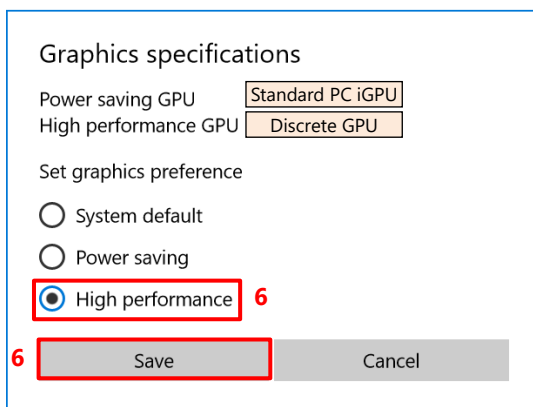 Graphics specifications
Power saving GPU Standard PC iGPU
High performance GPU Discrete GPU
Set graphics preference
System default
Power saving
High performance 6
6 Save Cancel